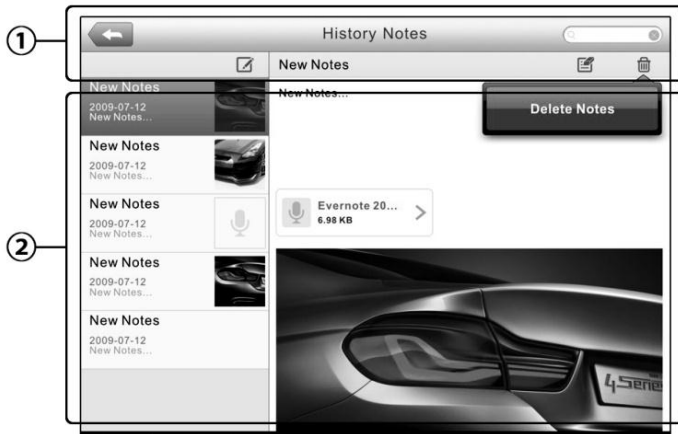 ①
History Notes
New Notes
New Notes
2009-07-12
New Notes...
New Notes...
Delete Notes
New Notes
2009-07-12
New Notes...
②
New Notes
2009-07-12
New Notes...
Evernote 20...
6.98 KB
New Notes
2009-07-12
New Notes...
New Notes
2009-07-12
New Notes...
4 Serie